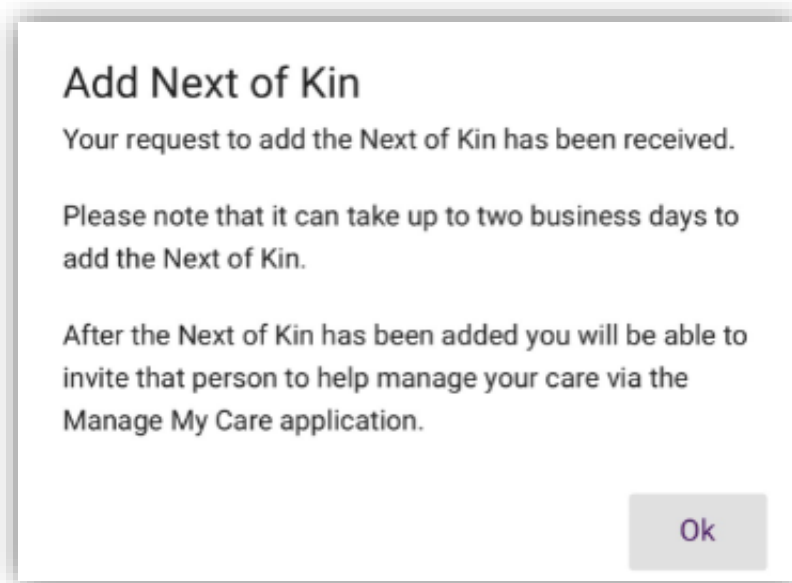 Add Next of Kin
Your request to add the Next of Kin has been received.
Please note that it can take up to two business days to
add the Next of Kin.
After the Next of Kin has been added you will be able to
invite that person to help manage your care via the
Manage My Care application.
Ok